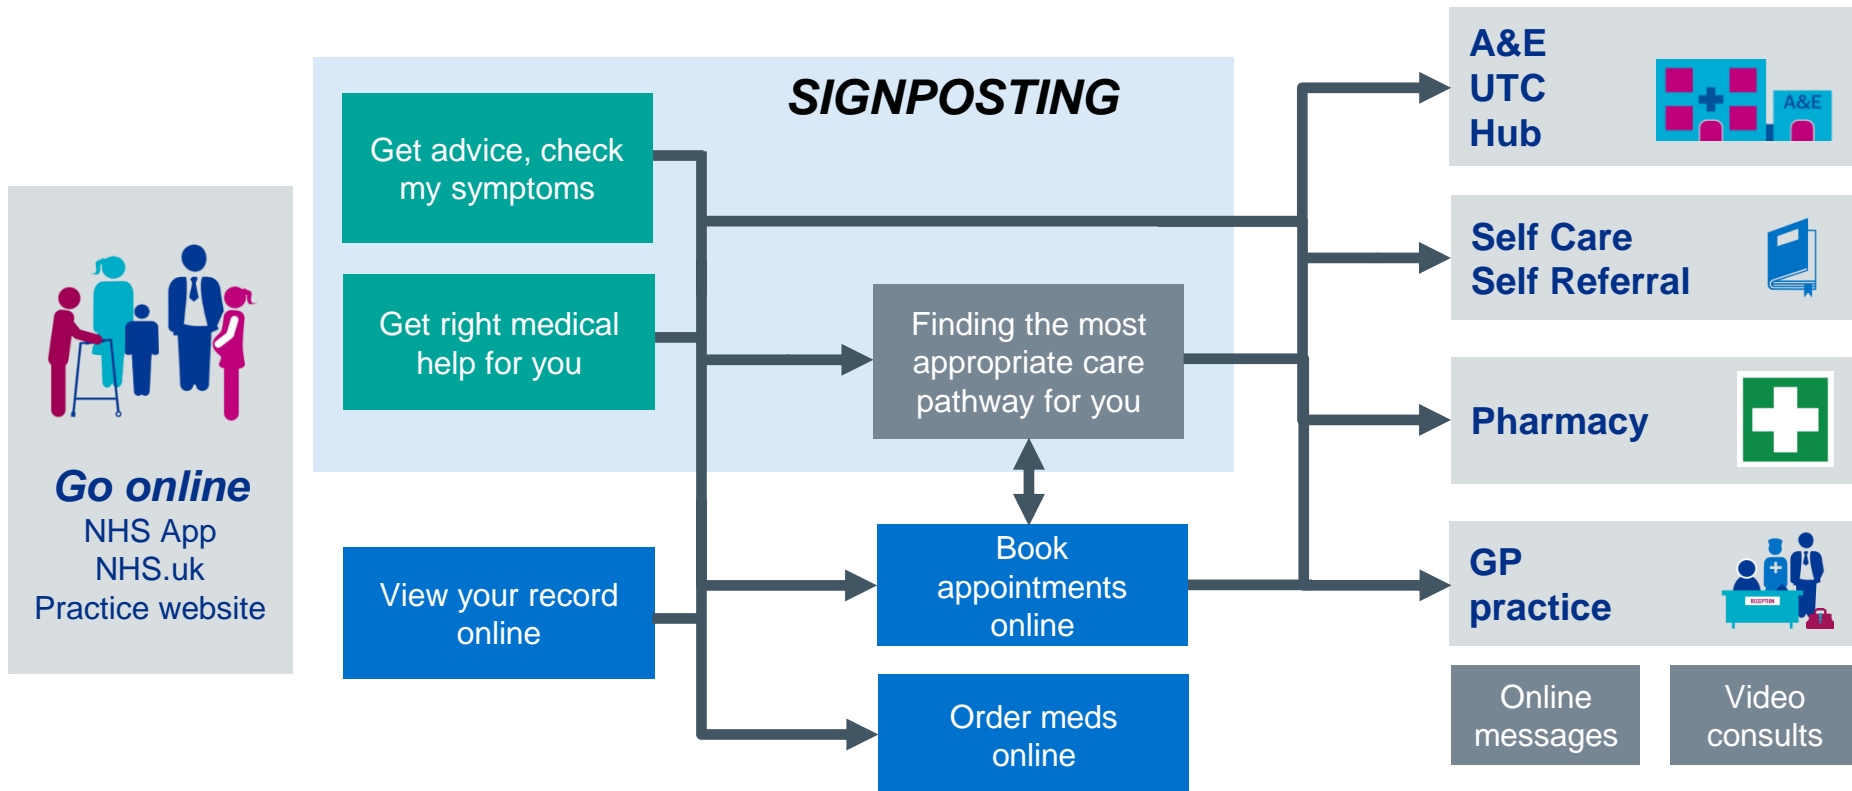 SIGNPOSTING
Go online
NHS App
NHS.uk
Practice website
Get advice, check
my symptoms
Get right medical
help for you
View your record
online
Finding the most
appropriate care
pathway for you
Book
appointments
online
Order meds
online
A&E
UTC
Hub
A&E
Self Care
Self Referral
Pharmacy
GP
practice
RECEPTION
Online
messages
Video
consults